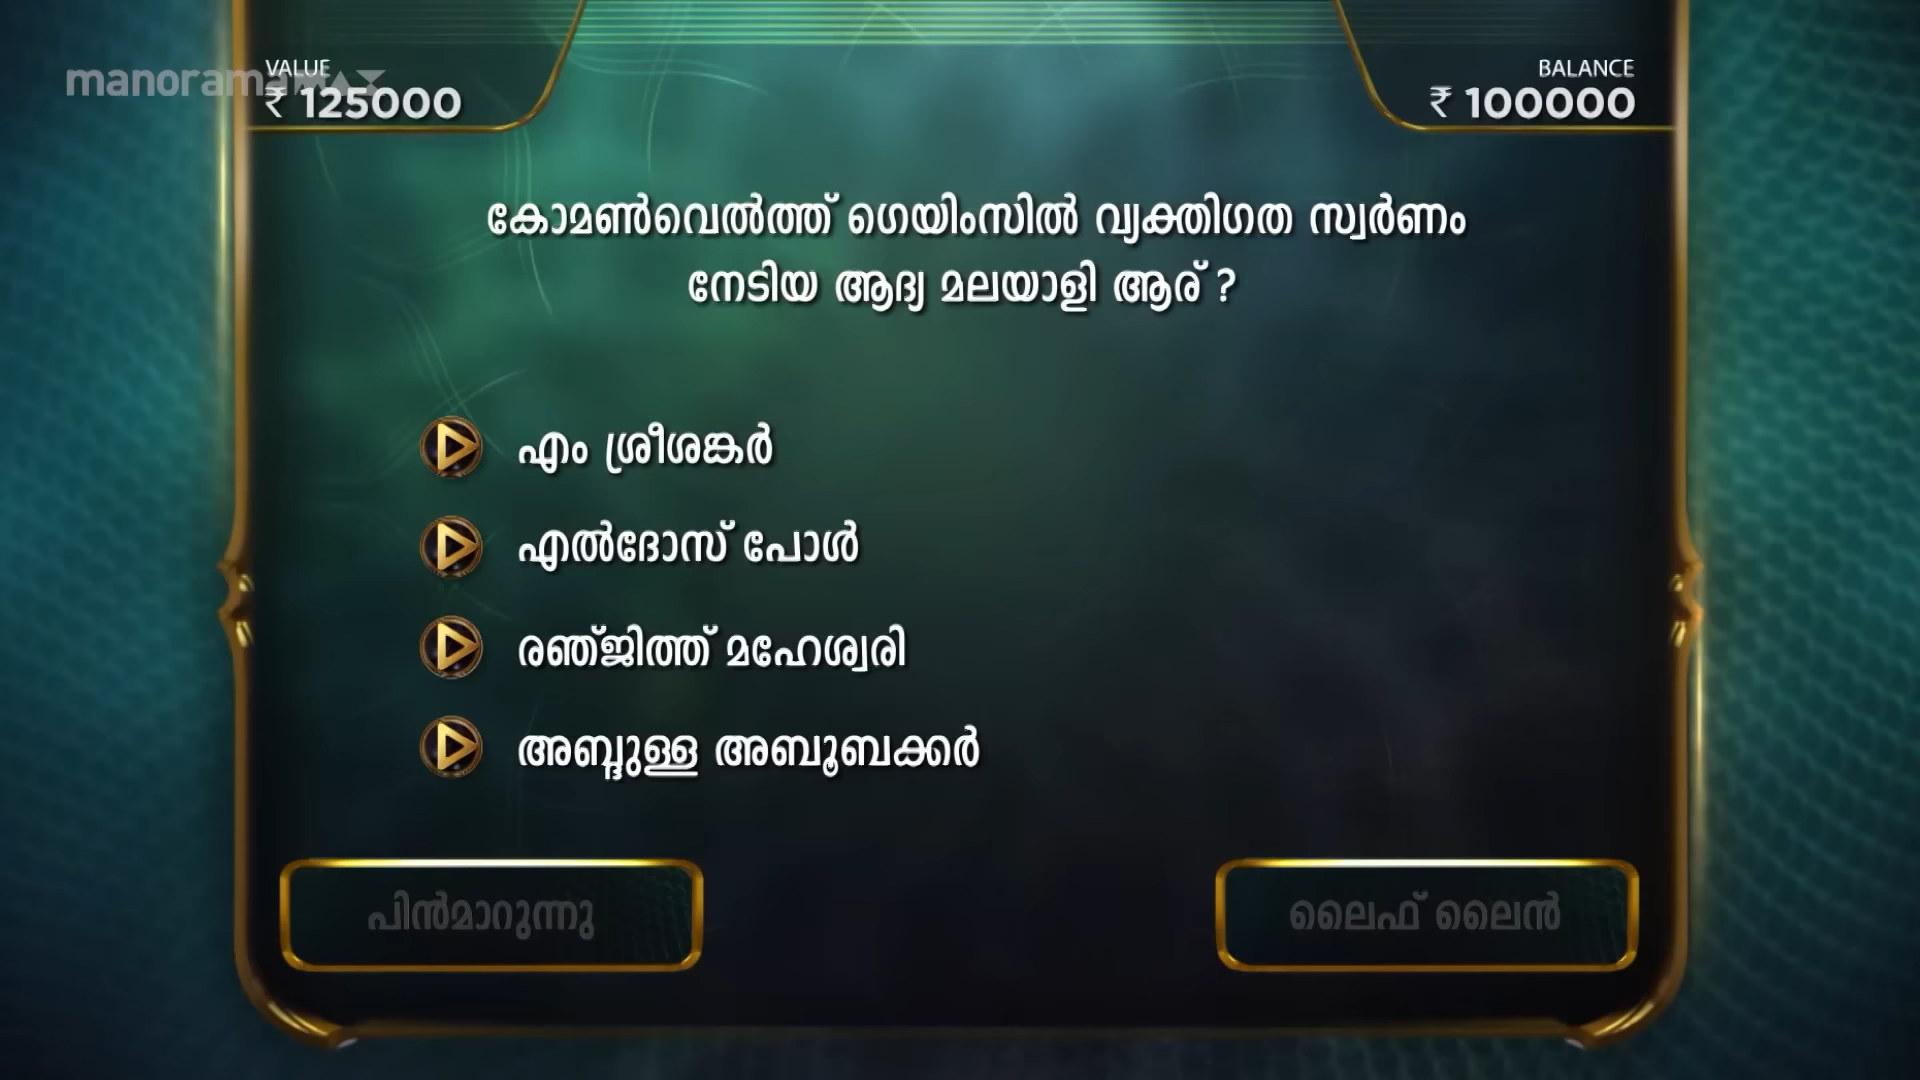 manoramaMAX
VALUE
₹ 125000
BALANCE
₹ 100000
കോമൺവെൽത്ത് ഗെയിംസിൽ വ്യക്തിഗത സ്വർണം
നേടിയ ആദ്യ മലയാളി ആര് ?
എം ശ്രീശങ്കർ
എൽദോസ് പോൾ
രഞ്ജിത്ത് മഹേശ്വരി
അബ്ദുള്ള അബൂബക്കർ
പിൻമാറുന്നു
ലൈഫ് ലൈൻ